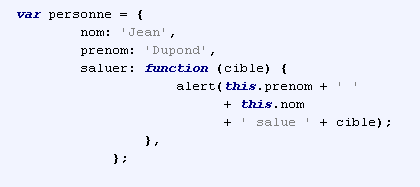 var personne = {
nom: 'Jean',
prenom: 'Dupond',
saluer: function (cible) {
alert(this.prenom + ' '
+ this.nom
+ ' salue ' + cible);
},
};